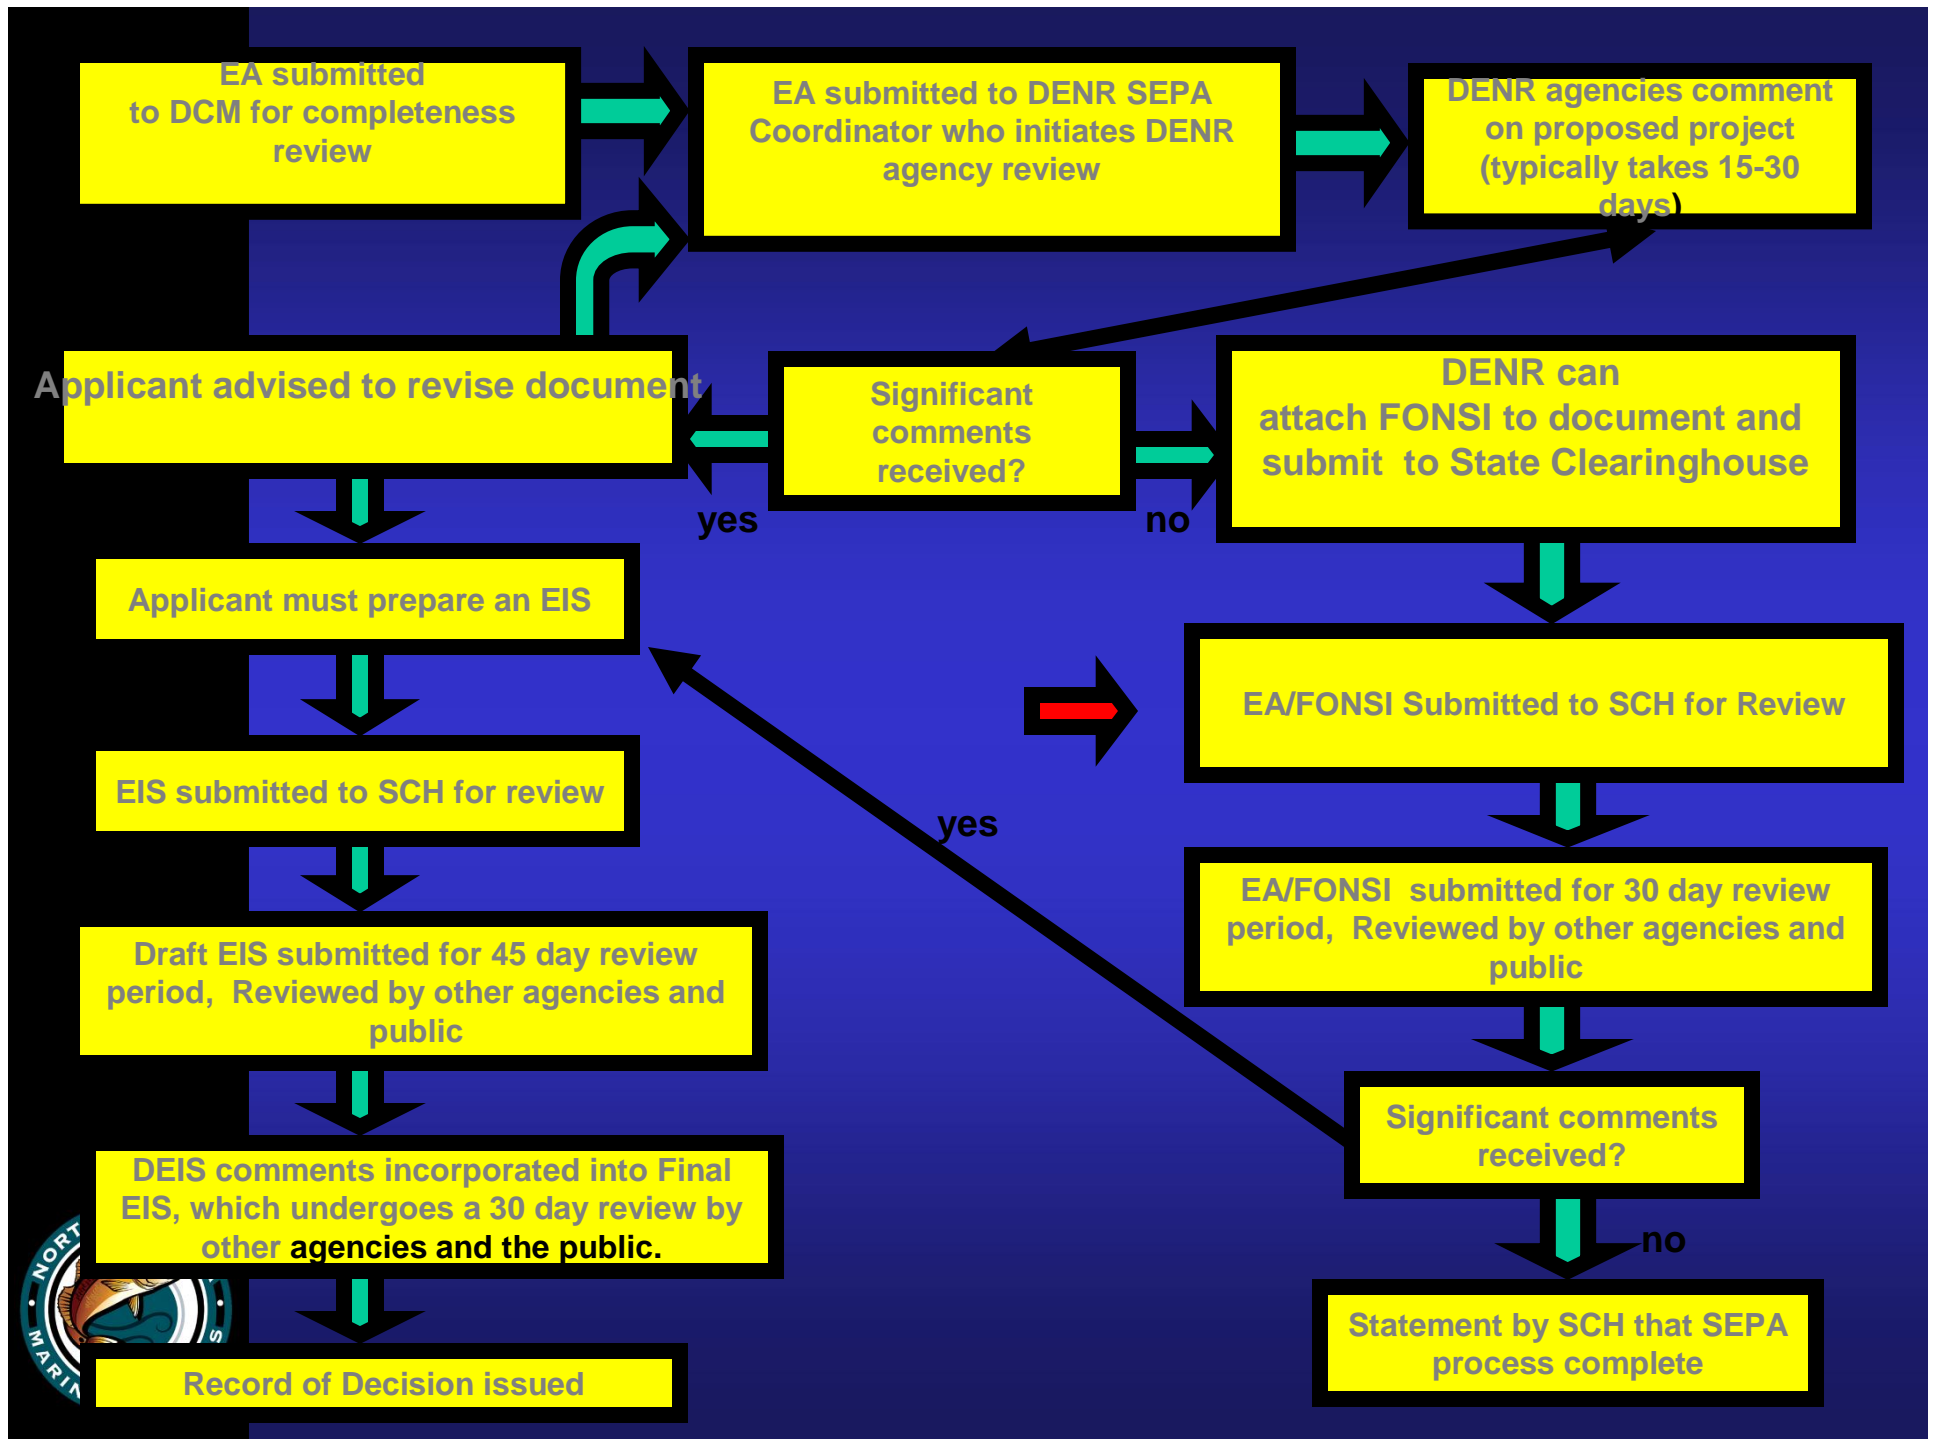 EA submitted
to DCM for completeness
review
EA submitted to DENR SEPA
Coordinator who initiates DENR
agency review
DENR agencies comment
on proposed project
(typically takes 15-30
days)
Applicant advised to revise document
Significant
comments
received?
DENR can
attach FONSI to document and
submit to State Clearinghouse
yes
no
Applicant must prepare an EIS
EA/FONSI Submitted to SCH for Review
EIS submitted to SCH for review
yes
EA/FONSI submitted for 30 day review
period, Reviewed by other agencies and
public
Draft EIS submitted for 45 day review
period, Reviewed by other agencies and
public
Significant comments
received?
DEIS comments incorporated into Final
EIS, which undergoes a 30 day review by
other agencies and the public.
no
Statement by SCH that SEPA
process complete
Record of Decision issued